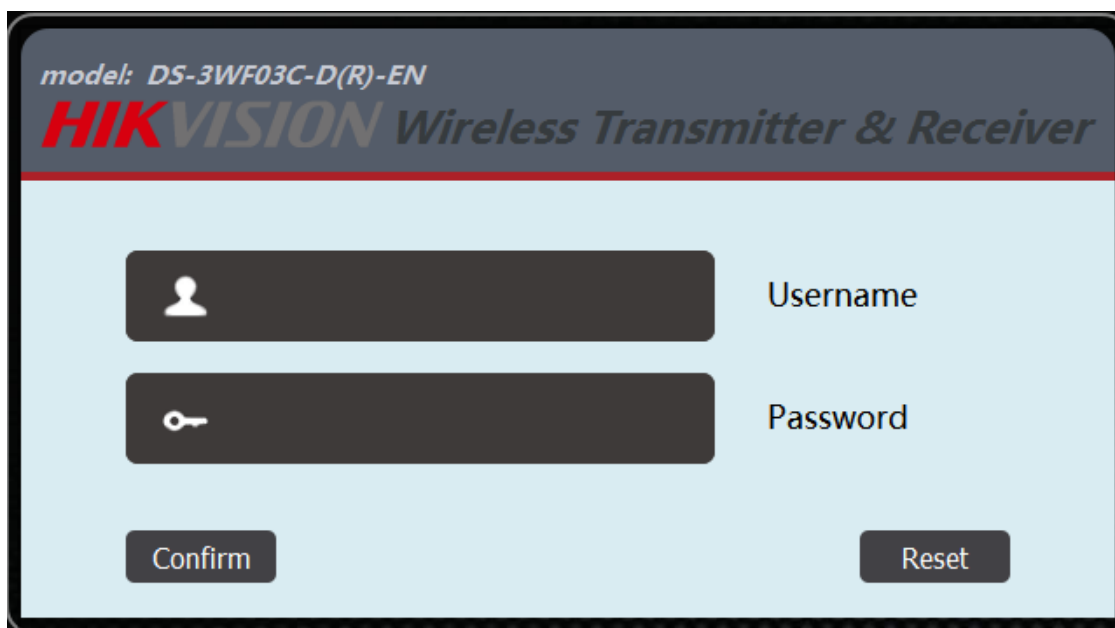 model: DS-3WF03C-D(R)-EN
HIKVISION Wireless Transmitter & Receiver
Username
Password
Confirm Reset